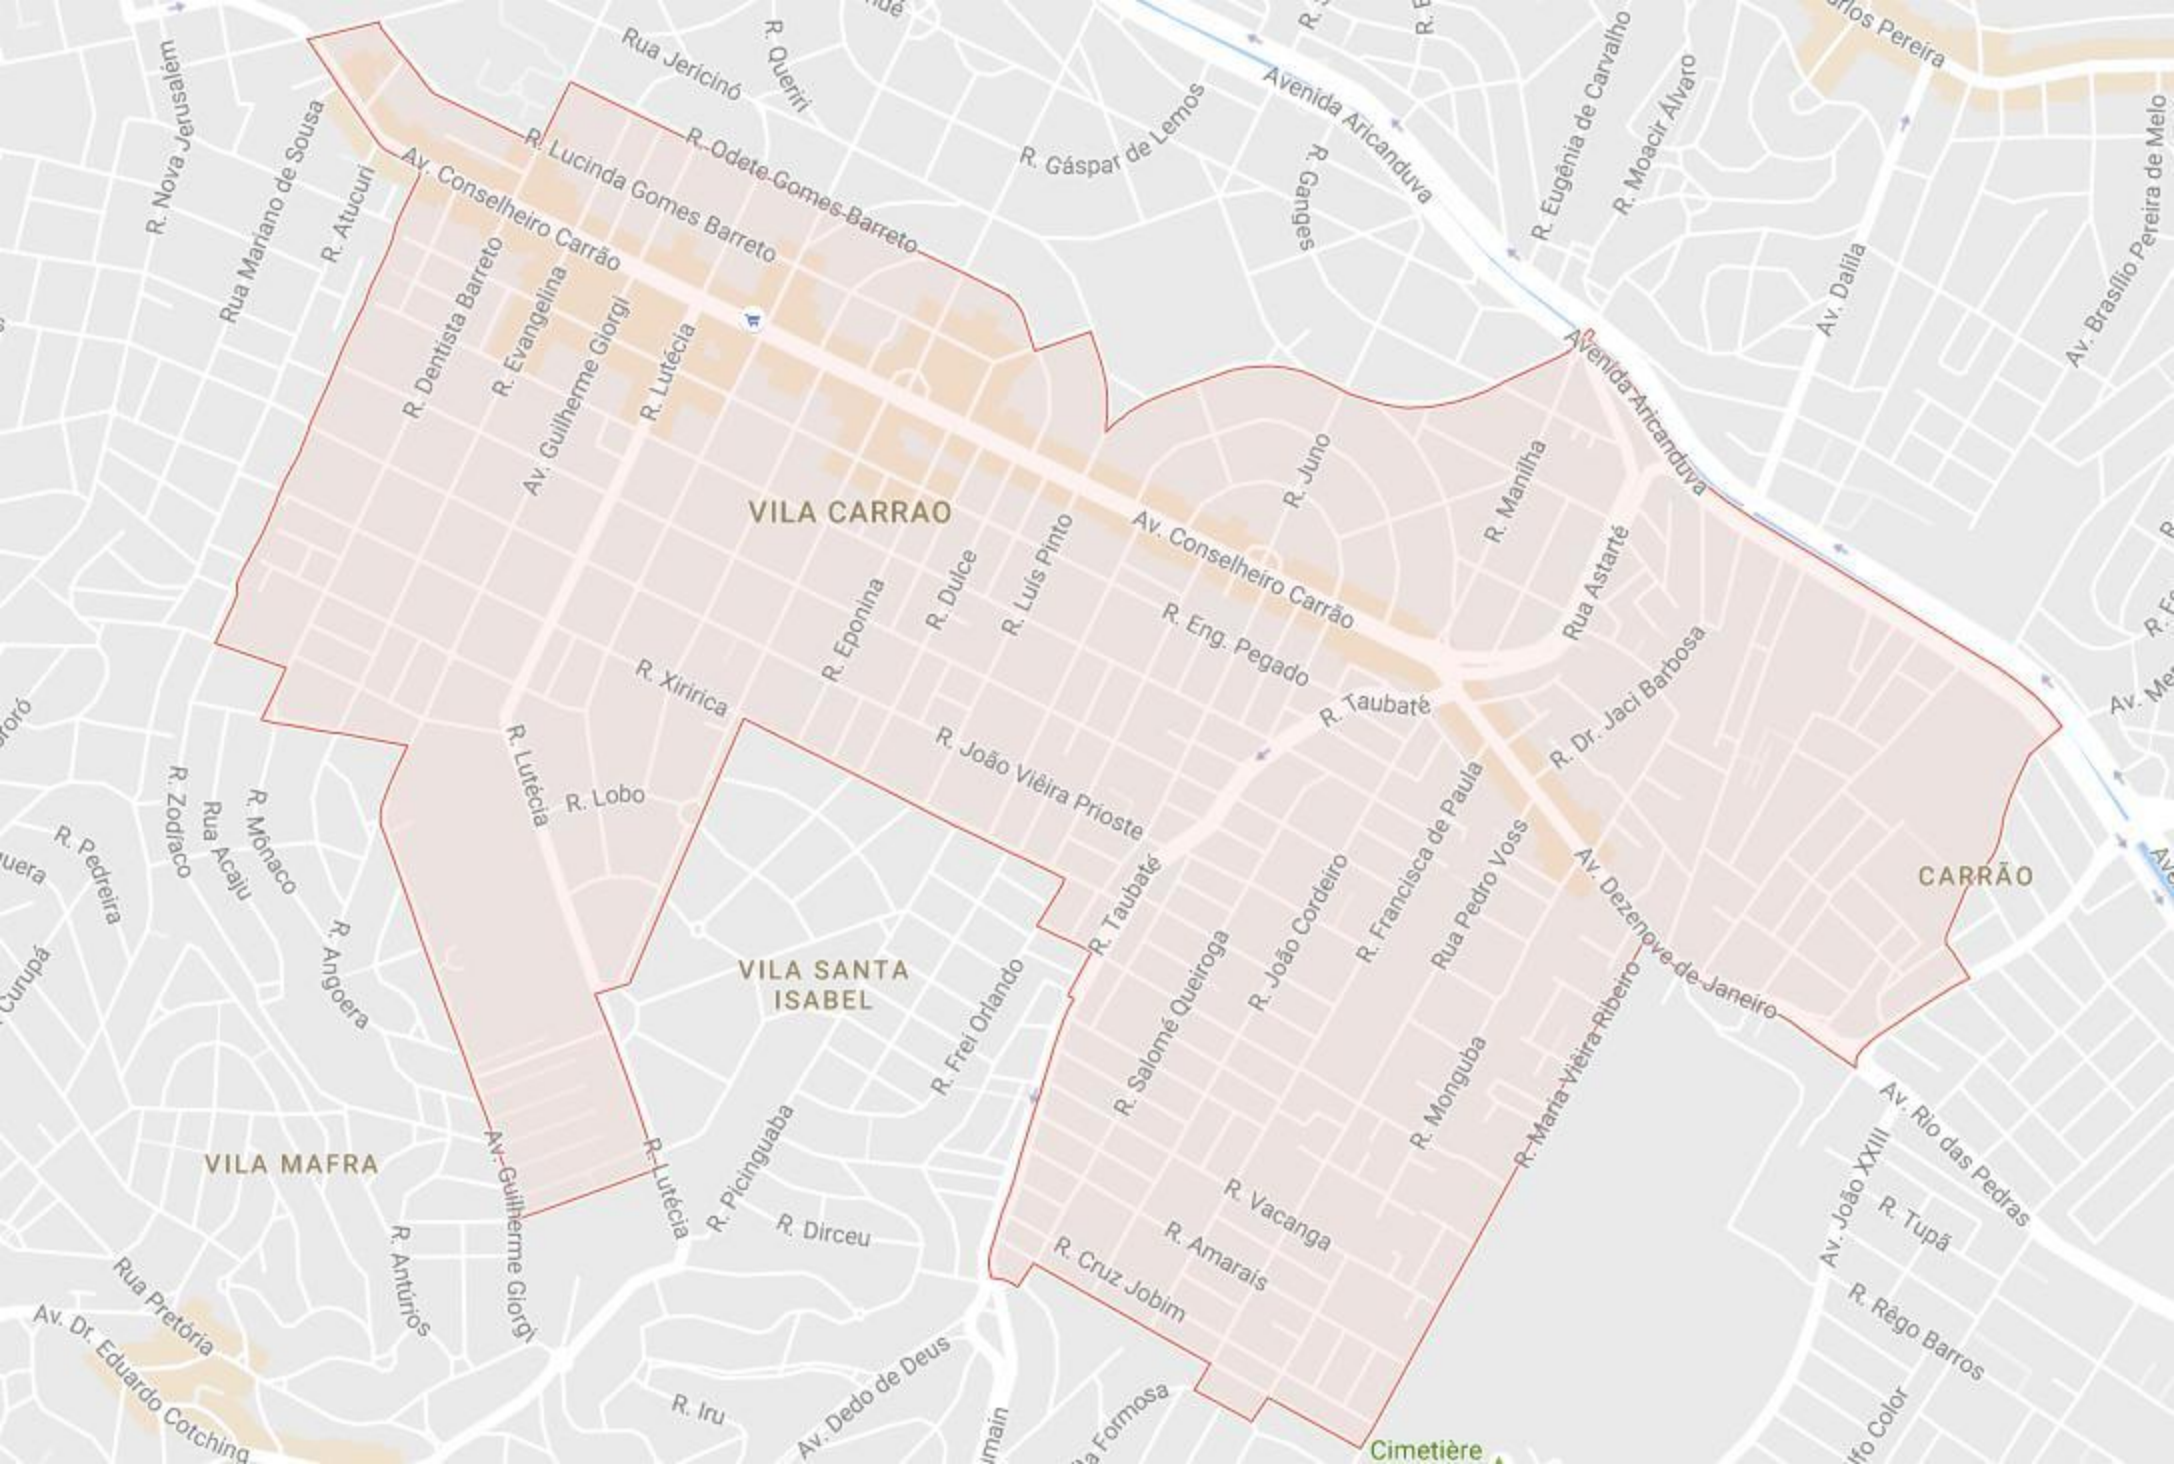 Rua Jericinó
R. Queriri
Avenida Aricanduva
R. Eugênia de Carvalho
R. Moacir Álvaro
Pereira
R. Nova Jerusalém
Rua Mariano de Sousa
R. Atucuri
Av. Conselheiro Carrão
R. Lucinda Gomes Barreto
R. Odete Gomes Barreto
R. Gáspar de Lemos
R. Ganges
Av. Dalila
Av. Brasílio Pereira de Melo
R. Dentista Barreto
R. Evangelina
Av. Guilherme Giorgi
R. Lutécia
Avenida Aricanduva
R. Juno
R. Manilha
VILA CARRAO
Av. Conselheiro Carrão
R. Luís Pinto
R. Dulce
R. Eponina
R. Eng. Pegado
Rua Astarté
R. Dr. Jaci Barbosa
R. Taubaté
R. Xiririca
R. João Viêira Prioste
R. Lutécia
R. Lobo
R. Zodíaco
Rua Acaju
R. Mônaco
R. Pedreira
R. Angoera
R. Taubaté
R. Francisca de Paula
Rua Pedro Voss
R. João Cordeiro
R. Salomé Queiroga
Av. Dezenove de Janeiro
CARRÃO
VILA SANTA
ISABEL
R. Frei Orlando
Curupá
R. Monguba
R. Maria Viêira Ribeiro
Av. Rio das Pedras
Av. João XXIII
R. Tupã
VILA MAFRA
Av. Guilherme Giorgi
R. Lutécia
R. Picinguaba
R. Dirceu
R. Vacanga
R. Amarais
R. Cruz Jobim
R. Antúrios
Rua Pretória
Av. Dr. Eduardo Cotching
R. Rêgo Barros
R. Iru
Av. Dedo de Deus
Formosa
Color
Cimetière